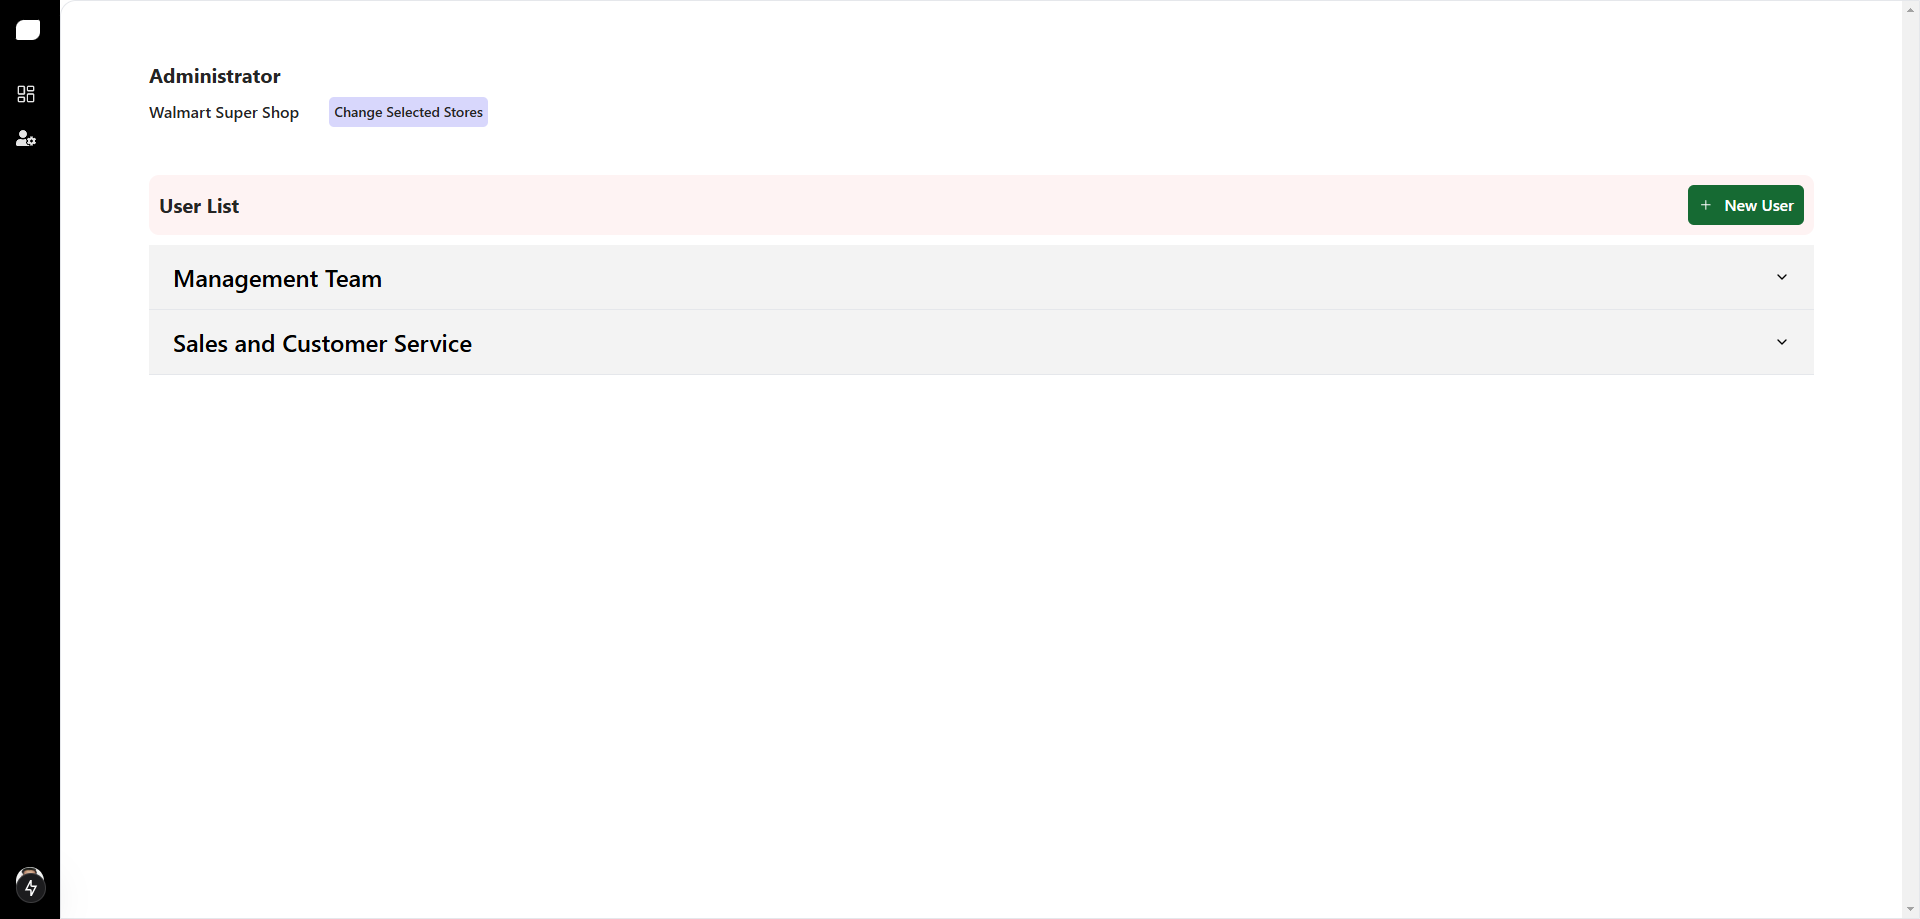 Administrator
Walmart Super Shop
Change Selected Stores
User List
+ New User
Management Team
Sales and Customer Service